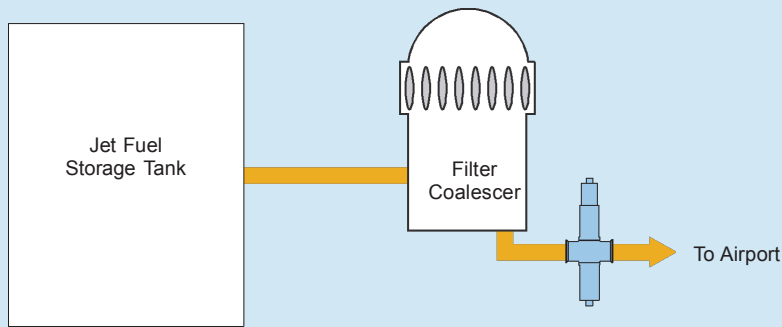 Jet Fuel
Storage Tank
Filter
Coalescer
To Airport